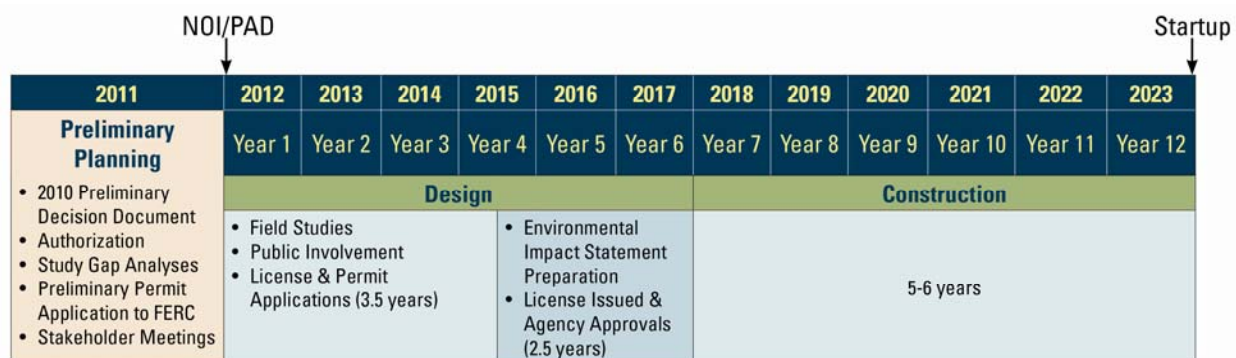 NOI/PAD
Startup
2011 2012 2013 2014 2015 2016 2017 2018 2019 2020 2021 2022 2023
Preliminary
Planning
Year 1 Year 2 Year 3 Year 4 Year 5 Year 6 Year 7 Year 8 Year 9 Year 10 Year 11 Year 12
Design
Construction
• 2010 Preliminary
Decision Document
• Authorization
• Study Gap Analyses
• Preliminary Permit
Application to FERC
• Stakeholder Meetings
• Field Studies
• Public Involvement
• License & Permit
Applications (3.5 years)
• Environmental
Impact Statement
Preparation
• License Issued &
Agency Approvals
(2.5 years)
5-6 years